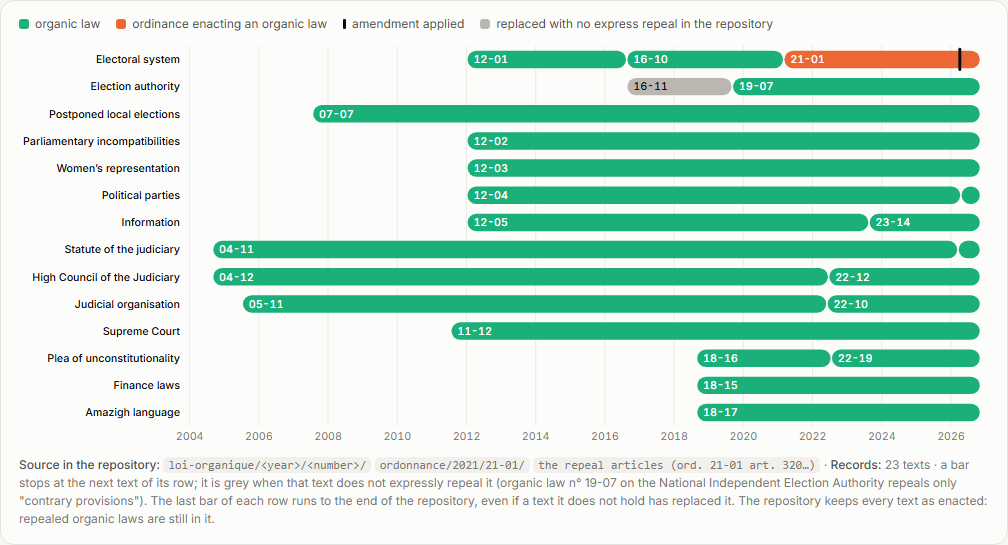 organic law ordinance enacting an organic law amendment applied replaced with no express repeal in the repository
Electoral system 12-01 16-10 21-01
Election authority 16-11 19-07
Postponed local elections 07-07
Parliamentary incompatibilities 12-02
Women's representation 12-03
Political parties 12-04
Information 12-05 23-14
Statute of the judiciary 04-11
High Council of the Judiciary 04-12 22-12
Judicial organisation 05-11 22-10
Supreme Court 11-12
Plea of unconstitutionality 18-16 22-19
Finance laws 18-15
Amazigh language 18-17
2004 2006 2008 2010 2012 2014 2016 2018 2020 2022 2024 2026
Source in the repository: loi-organique/<year>/<number>/ ordonnance/2021/21-01/ the repeal articles (ord. 21-01 art. 320…) · Records: 23 texts · a bar
stops at the next text of its row; it is grey when that text does not expressly repeal it (organic law n° 19-07 on the National Independent Election Authority repeals only
"contrary provisions"). The last bar of each row runs to the end of the repository, even if a text it does not hold has replaced it. The repository keeps every text as enacted:
repealed organic laws are still in it.